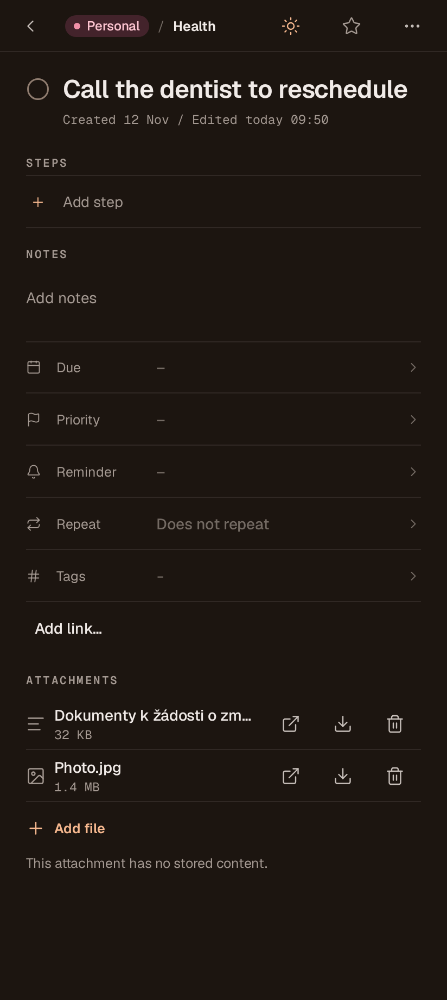 Personal / Health
Call the dentist to reschedule
Created 12 Nov / Edited today 09:50
STEPS
+ Add step
NOTES
Add notes
Due –
Priority –
Reminder –
Repeat Does not repeat
Tags -
Add link…
ATTACHMENTS
Dokumenty k žádosti o zm…
32 KB
Photo.jpg
1.4 MB
+ Add file
This attachment has no stored content.